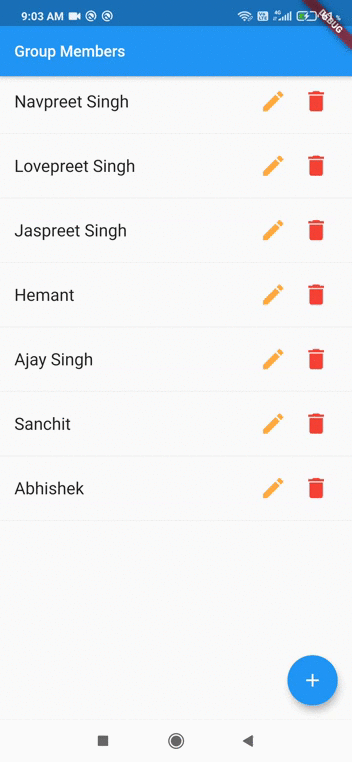 9:03 AM
DEBUG
Group Members
Navpreet Singh
Lovepreet Singh
Jaspreet Singh
Hemant
Ajay Singh
Sanchit
Abhishek